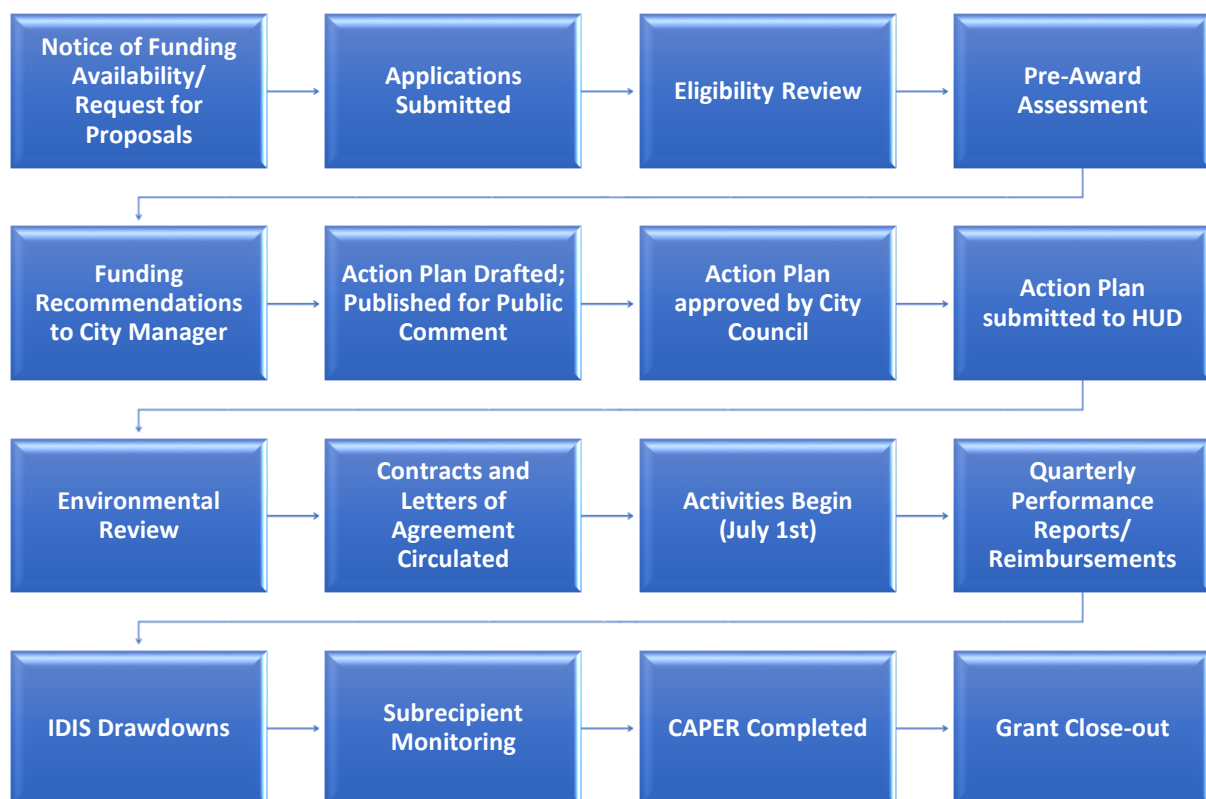 Notice of Funding
Availability/
Request for
Proposals
Applications
Submitted
Eligibility Review
Pre-Award
Assessment
Funding
Recommendations
to City Manager
Action Plan Drafted;
Published for Public
Comment
Action Plan
approved by City
Council
Action Plan
submitted to HUD
Environmental
Review
Contracts and
Letters of
Agreement
Circulated
Activities Begin
(July 1st)
Quarterly
Performance
Reports/
Reimbursements
IDIS Drawdowns
Subrecipient
Monitoring
CAPER Completed
Grant Close-out